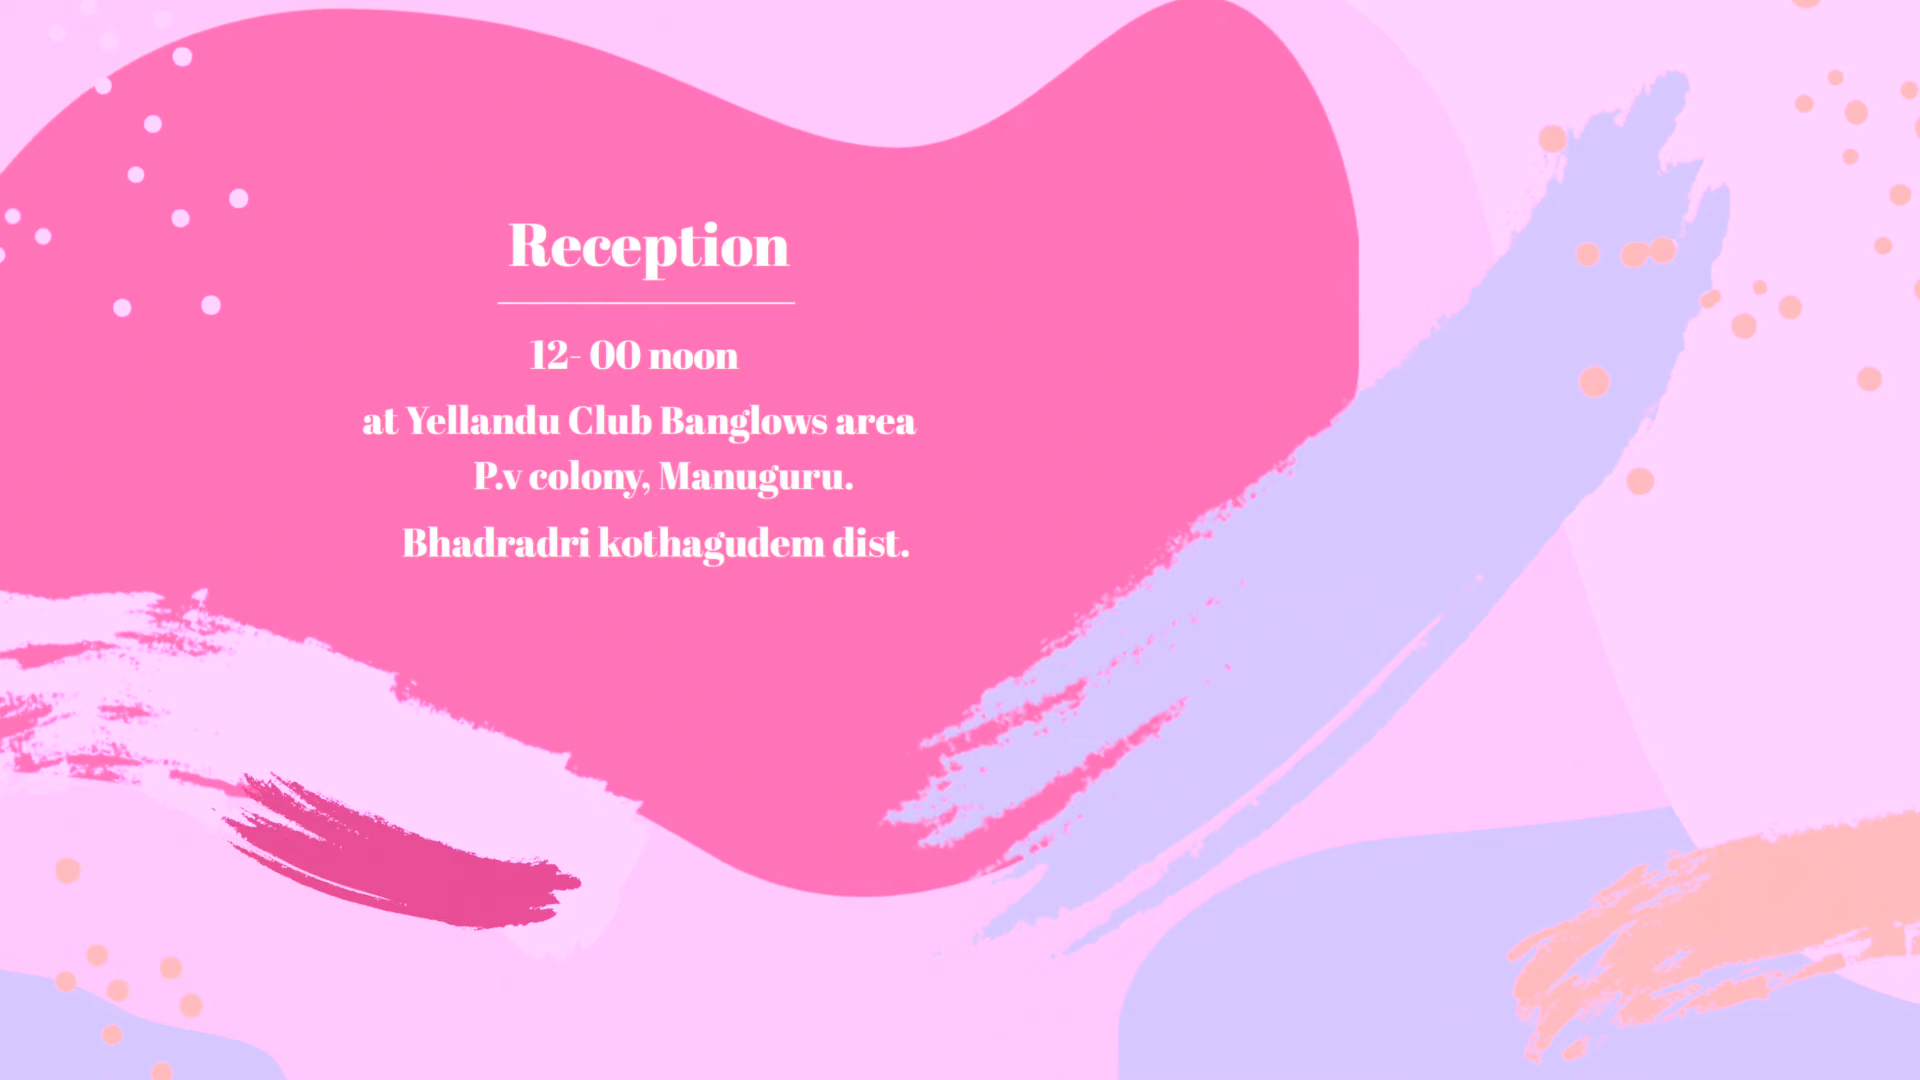 Reception
12- 00 noon
at Yellandu Club Banglows area
P.v colony, Manuguru.
Bhadradri kothagudem dist.